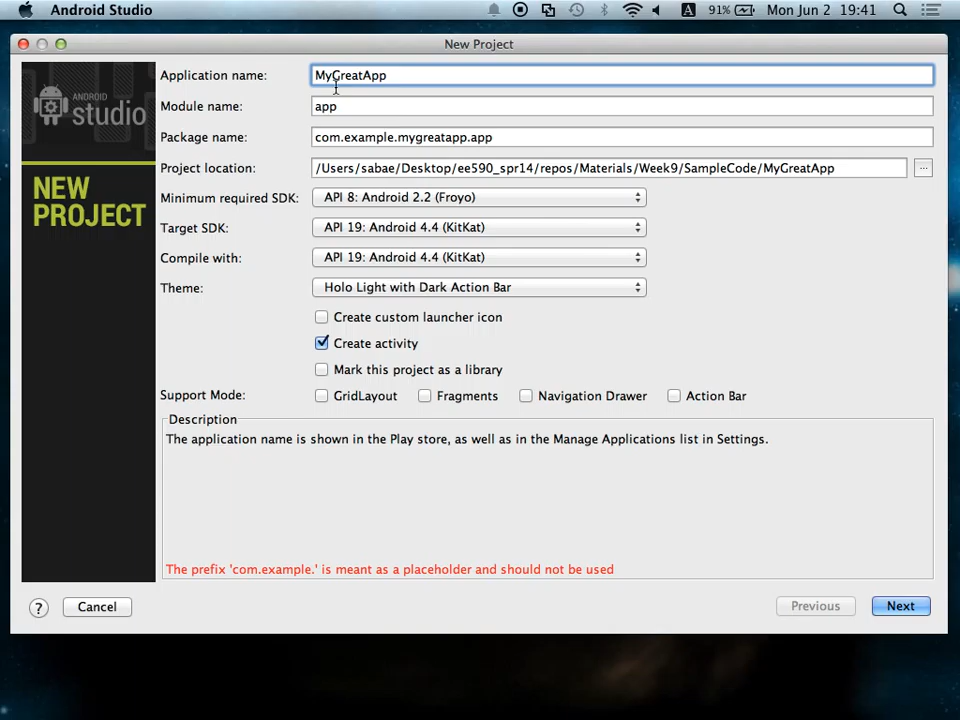 Android Studio 91% Mon Jun 2 19:41
New Project
ANDROID
studio
NEW
PROJECT
Application name: MyGreatApp
Module name: app
Package name: com.example.mygreatapp.app
Project location: /Users/sabae/Desktop/ee590_spr14/repos/Materials/Week9/SampleCode/MyGreatApp ...
Minimum required SDK: API 8: Android 2.2 (Froyo)
Target SDK: API 19: Android 4.4 (KitKat)
Compile with: API 19: Android 4.4 (KitKat)
Theme: Holo Light with Dark Action Bar
Create custom launcher icon
Create activity
Mark this project as a library
Support Mode: GridLayout Fragments Navigation Drawer Action Bar
Description
The application name is shown in the Play store, as well as in the Manage Applications list in Settings.
The prefix 'com.example.' is meant as a placeholder and should not be used
? Cancel Previous Next